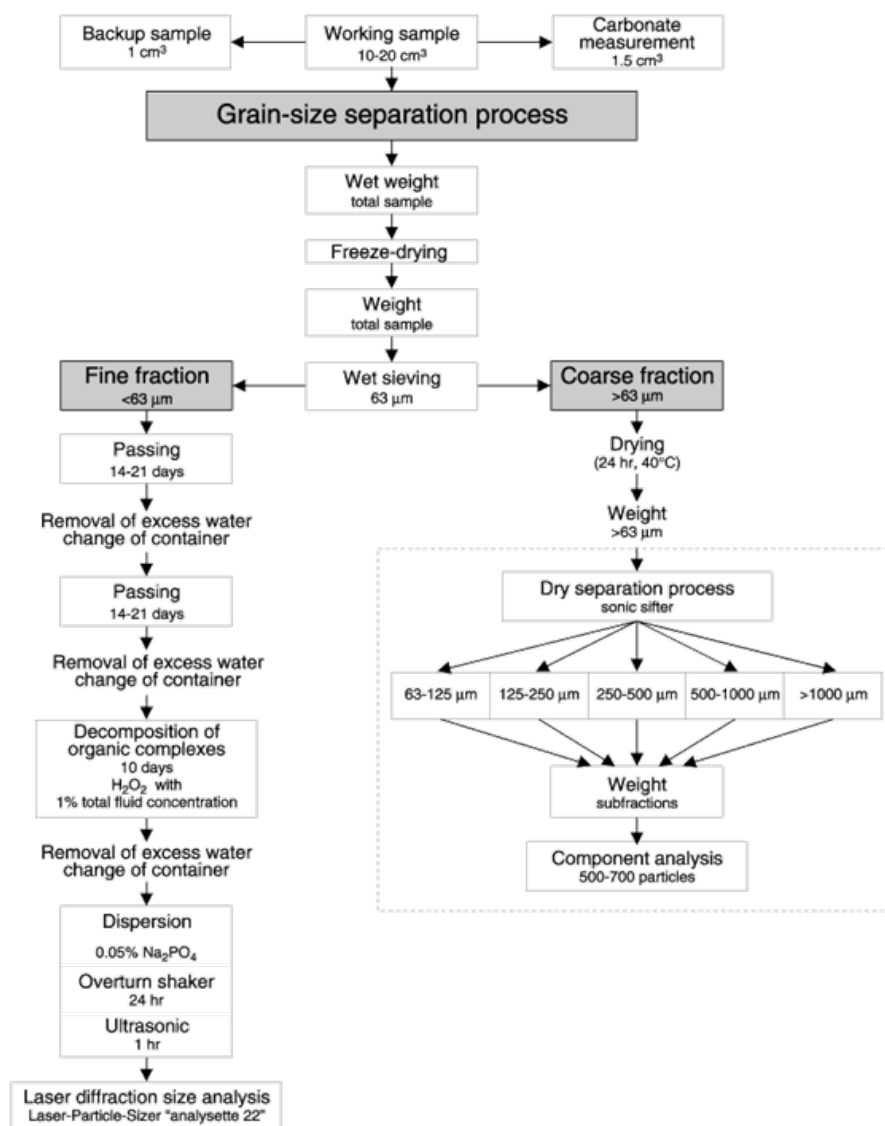 Backup sample
1 cm³
Working sample
10-20 cm³
Carbonate
measurement
1.5 cm³
Grain-size separation process
Wet weight
total sample
Freeze-drying
Weight
total sample
Fine fraction
<63 μm
Wet sieving
63 μm
Coarse fraction
>63 μm
Passing
14-21 days
Removal of excess water
change of container
Passing
14-21 days
Removal of excess water
change of container
Decomposition of
organic complexes
10 days
H₂O₂ with
1% total fluid concentration
Removal of excess water
change of container
Dispersion
0.05% Na₂PO₄
Overturn shaker
24 hr
Ultrasonic
1 hr
Laser diffraction size analysis
Laser-Particle-Sizer "analysette 22"
Drying
(24 hr, 40°C)
Weight
>63 μm
Dry separation process
sonic sifter
63-125 μm
125-250 μm
250-500 μm
500-1000 μm
>1000 μm
Weight
subfractions
Component analysis
500-700 particles